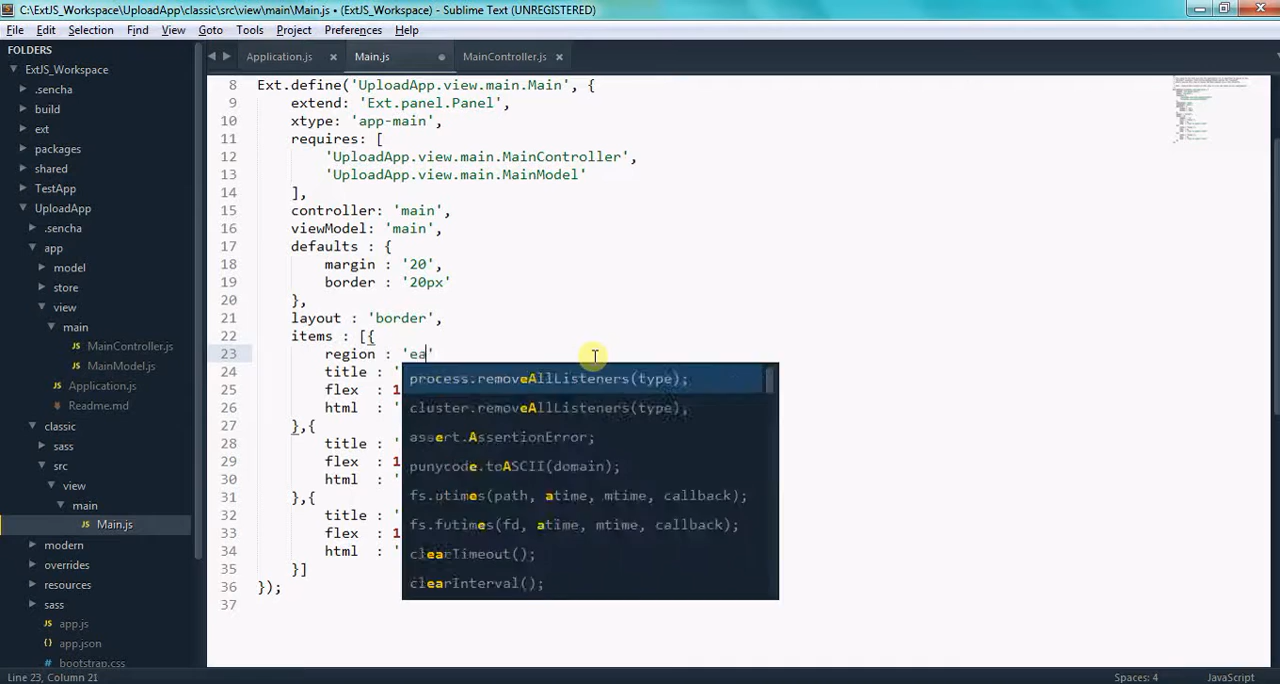 C:\ExtJS_Workspace\UploadApp\classic\src\view\main\Main.js • (ExtJS_Workspace) - Sublime Text (UNREGISTERED)
File Edit Selection Find View Goto Tools Project Preferences Help
FOLDERS
ExtJS_Workspace
.sencha
build
ext
packages
shared
TestApp
UploadApp
.sencha
app
model
store
view
main
MainController.js
MainModel.js
Application.js
Readme.md
classic
sass
src
view
main
Main.js
modern
overrides
resources
sass
app.js
app.json
bootstrap.css
Application.js Main.js MainController.js
8 Ext.define('UploadApp.view.main.Main', {
9 extend: 'Ext.panel.Panel',
10 xtype: 'app-main',
11 requires: [
12 'UploadApp.view.main.MainController',
13 'UploadApp.view.main.MainModel'
14 ],
15 controller: 'main',
16 viewModel: 'main',
17 defaults : {
18 margin : '20',
19 border : '20px'
20 },
21 layout : 'border',
22 items : [{
23 region : 'ea'
24 title : '
25 flex : 1
26 html : '
27 },{
28 title : '
29 flex : 1
30 html : '
31 },{
32 title : '
33 flex : 1
34 html : '
35 }]
36 });
37
process.removeAllListeners(type);
cluster.removeAllListeners(type),
assert.AssertionError;
punycode.toASCII(domain);
fs.utimes(path, atime, mtime, callback);
fs.futimes(fd, atime, mtime, callback);
clearTimeout();
clearInterval();
Line 23, Column 21
Spaces: 4
JavaScript